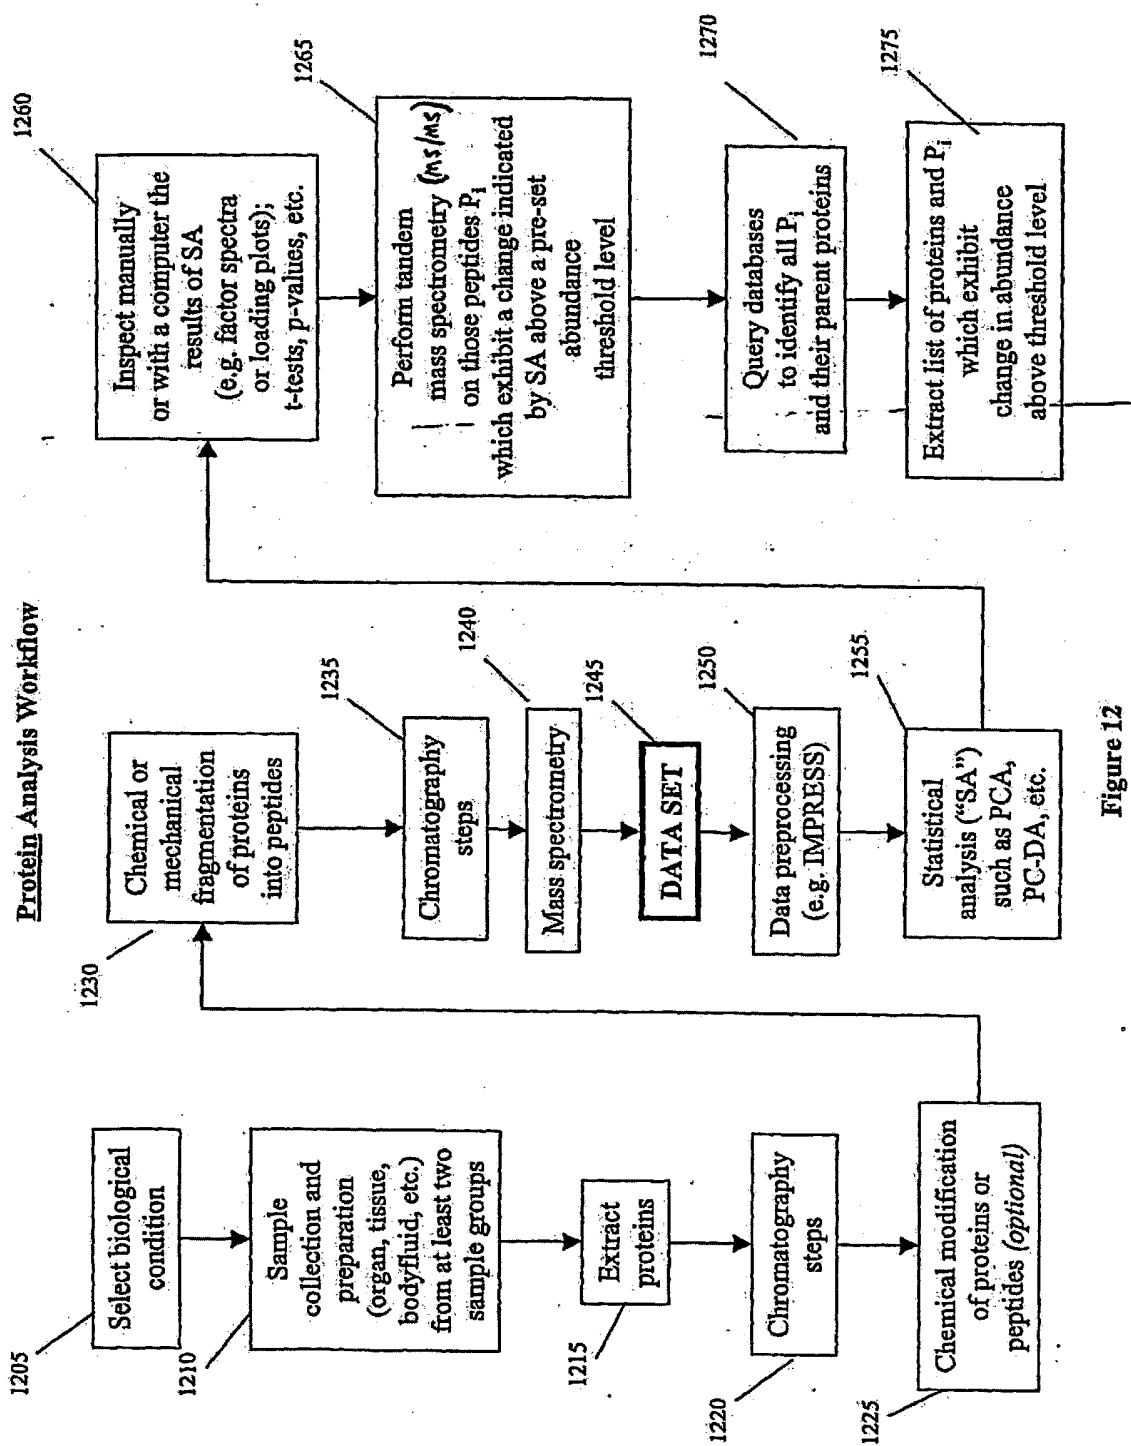 Protein Analysis Workflow
1205
Select biological
condition
1210
Sample
collection and
preparation
(organ, tissue,
bodyfluid, etc.)
from at least two
sample groups
1215
Extract
proteins
1220
Chromatography
steps
1225
Chemical modification
of proteins or
peptides (optional)
1230
Chemical or
mechanical
fragmentation
of proteins
into peptides
1235
Chromatography
steps
1240
Mass spectrometry
1245
DATA SET
1250
Data preprocessing
(e.g. IMPRESS)
1255
Statistical
analysis ("SA")
such as PCA,
PC-DA, etc.
1260
Inspect manually
or with a computer the
results of SA
(e.g. factor spectra
or loading plots);
t-tests, p-values, etc.
1265
Perform tandem
mass spectrometry (MS/MS)
on those peptides Pi
which exhibit a change indicated
by SA above a pre-set
abundance
threshold level
1270
Query databases
to identify all Pi
and their parent proteins
1275
Extract list of proteins and Pi
which exhibit
change in abundance
above threshold level
Figure 12